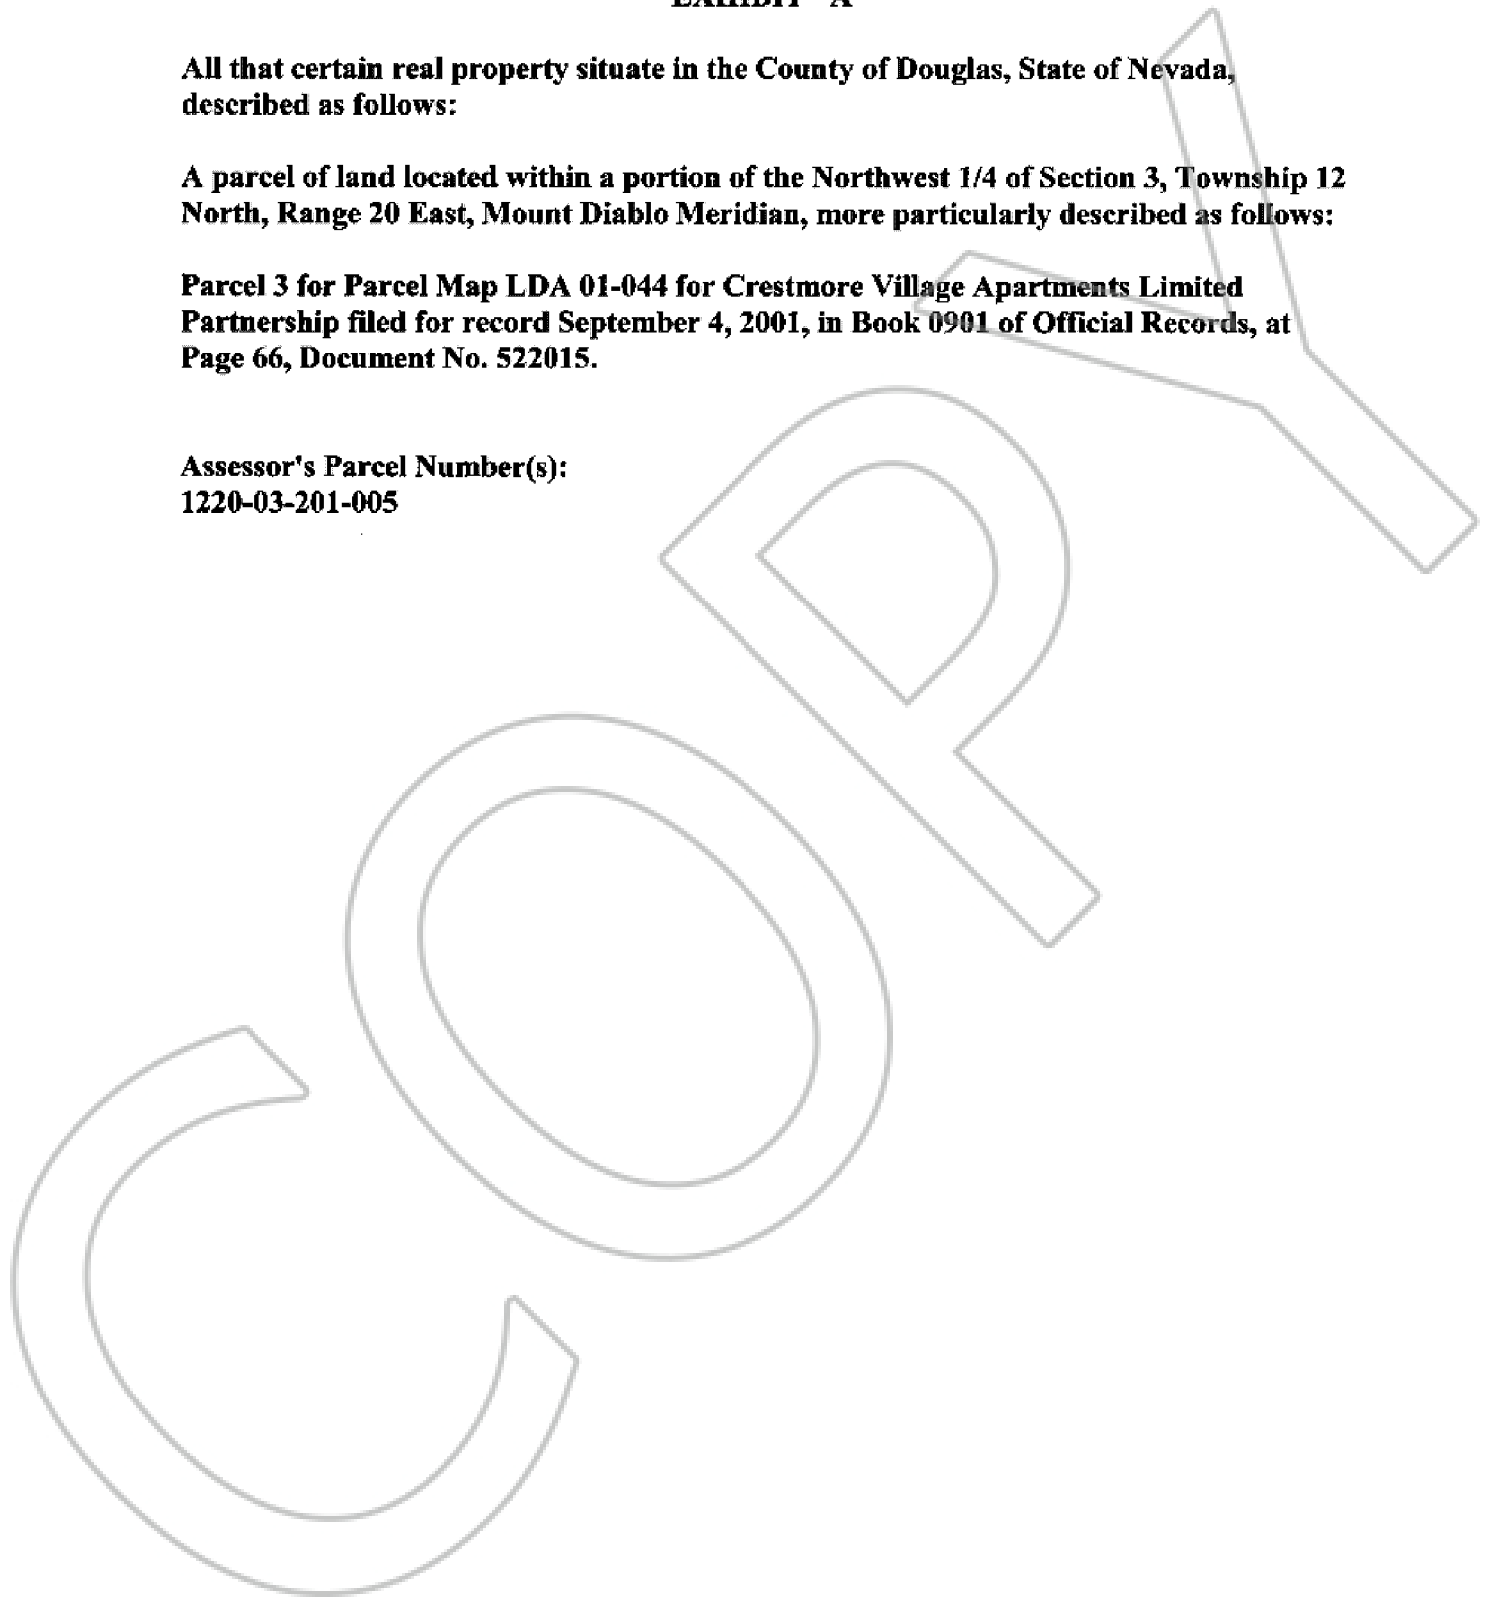 EXHIBIT "A"
All that certain real property situate in the County of Douglas, State of Nevada,
described as follows:
A parcel of land located within a portion of the Northwest 1/4 of Section 3, Township 12
North, Range 20 East, Mount Diablo Meridian, more particularly described as follows:
Parcel 3 for Parcel Map LDA 01-044 for Crestmore Village Apartments Limited
Partnership filed for record September 4, 2001, in Book 0901 of Official Records, at
Page 66, Document No. 522015.
Assessor's Parcel Number(s):
1220-03-201-005
COPY